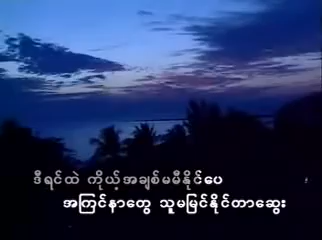 ဒီရင်ထဲ ကိုယ့်အချစ်မမီနိုင်ပေ
အကြင်နာတွေ သူမမြင်နိုင်တာဆွေး